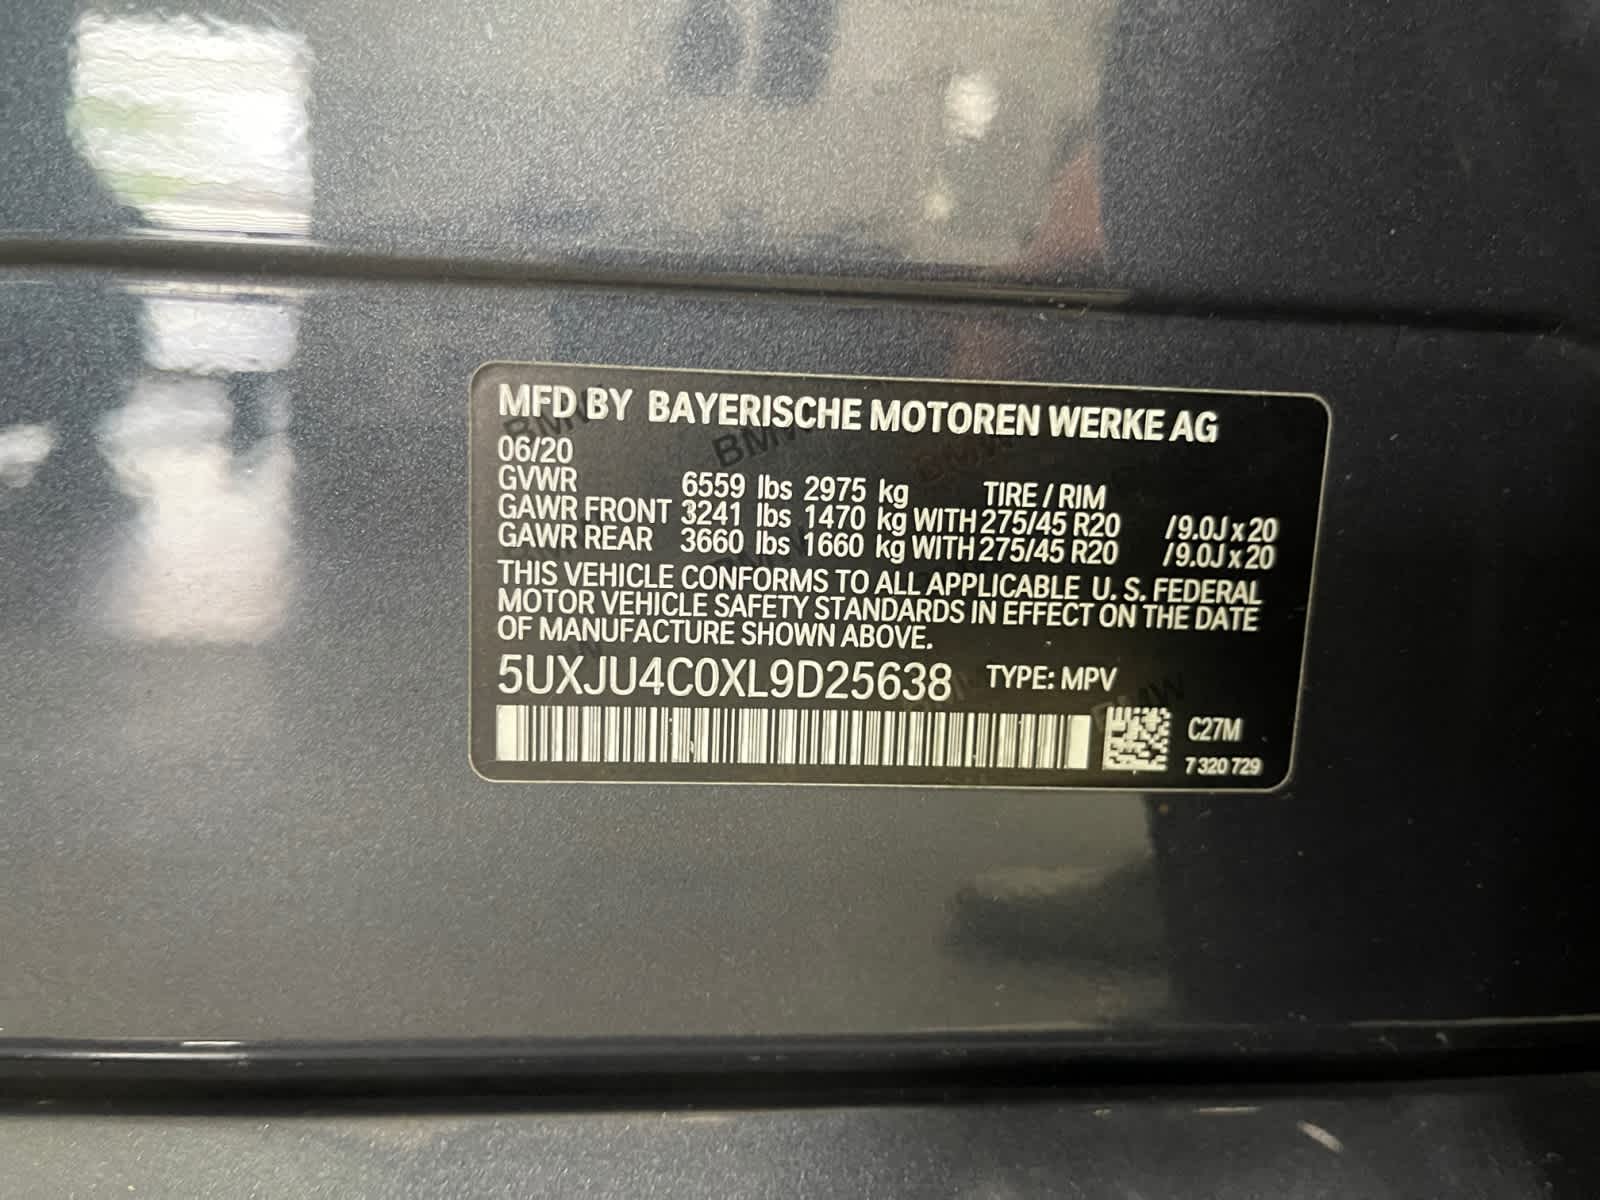 MFD BY BAYERISCHE MOTOREN WERKE AG
06/20
GVWR 6559 lbs 2975 kg TIRE / RIM
GAWR FRONT 3241 lbs 1470 kg WITH 275/45 R20 /9.0J x 20
GAWR REAR 3660 lbs 1660 kg WITH 275/45 R20 /9.0J x 20
THIS VEHICLE CONFORMS TO ALL APPLICABLE U. S. FEDERAL
MOTOR VEHICLE SAFETY STANDARDS IN EFFECT ON THE DATE
OF MANUFACTURE SHOWN ABOVE.
5UXJU4C0XL9D25638 TYPE: MPV
C27M
7 320 729